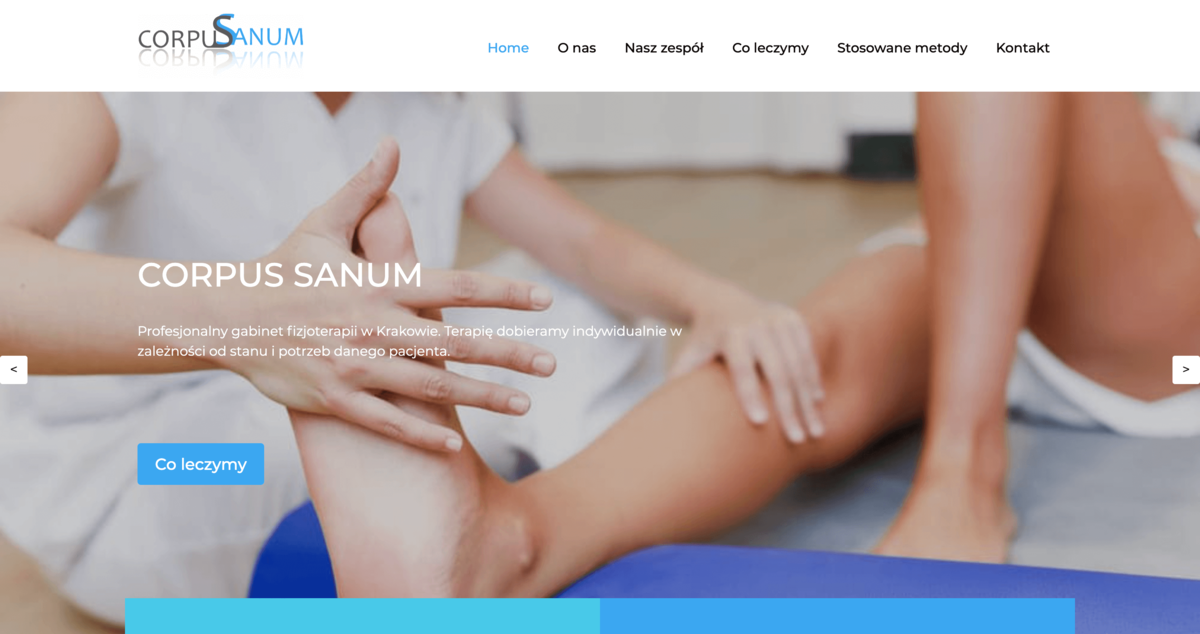 CORPUSANUM
Home
O nas
Nasz zespół
Co leczymy
Stosowane metody
Kontakt
CORPUS SANUM
Profesjonalny gabinet fizjoterapii w Krakowie. Terapię dobieramy indywidualnie w
zależności od stanu i potrzeb danego pacjenta.
<
>
Co leczymy